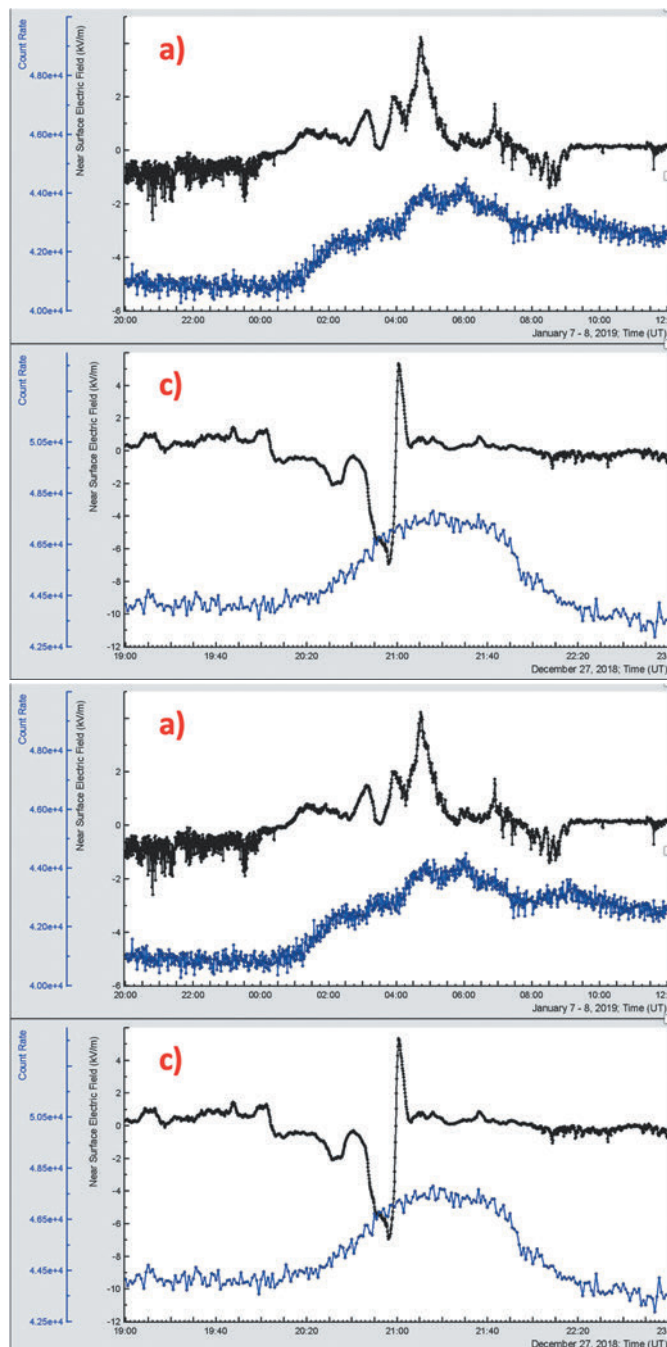 a)
Count Rate
Near Surface Electric Field (kV/m)
4.80e+4
4.60e+4
4.40e+4
4.20e+4
4.00e+4
2
0
-2
-4
-6
20:00 22:00 00:00 02:00 04:00 06:00 08:00 10:00
January 7 - 8, 2019; Time (UT)
c)
Count Rate
Near Surface Electric Field (kV/m)
5.05e+4
4.85e+4
4.65e+4
4.45e+4
4.25e+4
4
2
0
-2
-4
-6
-8
-10
-12
19:00 19:40 20:20 21:00 21:40 22:20
December 27, 2018; Time (UT)
a)
Count Rate
Near Surface Electric Field (kV/m)
4.80e+4
4.60e+4
4.40e+4
4.20e+4
4.00e+4
2
0
-2
-4
-6
20:00 22:00 00:00 02:00 04:00 06:00 08:00 10:00
January 7 - 8, 2019; Time (UT)
c)
Count Rate
Near Surface Electric Field (kV/m)
5.05e+4
4.85e+4
4.65e+4
4.45e+4
4.25e+4
4
2
0
-2
-4
-6
-8
-10
-12
19:00 19:40 20:20 21:00 21:40 22:20
December 27, 2018; Time (UT)